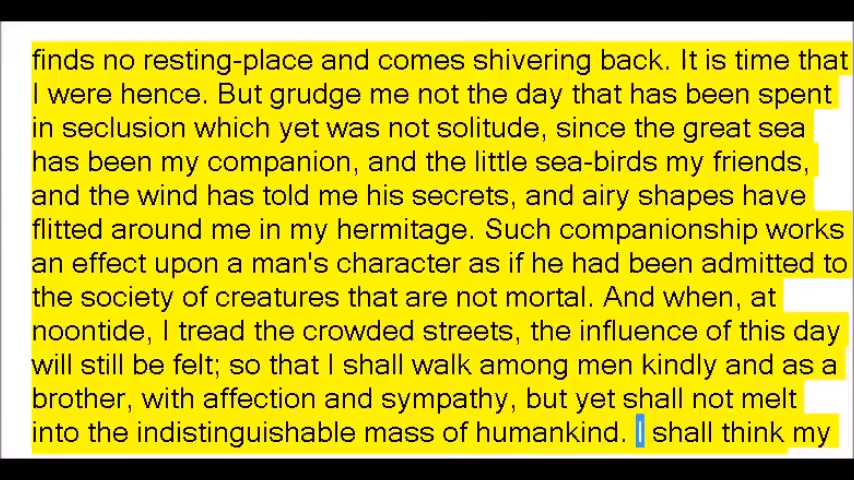 finds no resting-place and comes shivering back. It is time that
I were hence. But grudge me not the day that has been spent
in seclusion which yet was not solitude, since the great sea
has been my companion, and the little sea-birds my friends,
and the wind has told me his secrets, and airy shapes have
flitted around me in my hermitage. Such companionship works
an effect upon a man's character as if he had been admitted to
the society of creatures that are not mortal. And when, at
noontide, I tread the crowded streets, the influence of this day
will still be felt; so that I shall walk among men kindly and as a
brother, with affection and sympathy, but yet shall not melt
into the indistinguishable mass of humankind. I shall think my